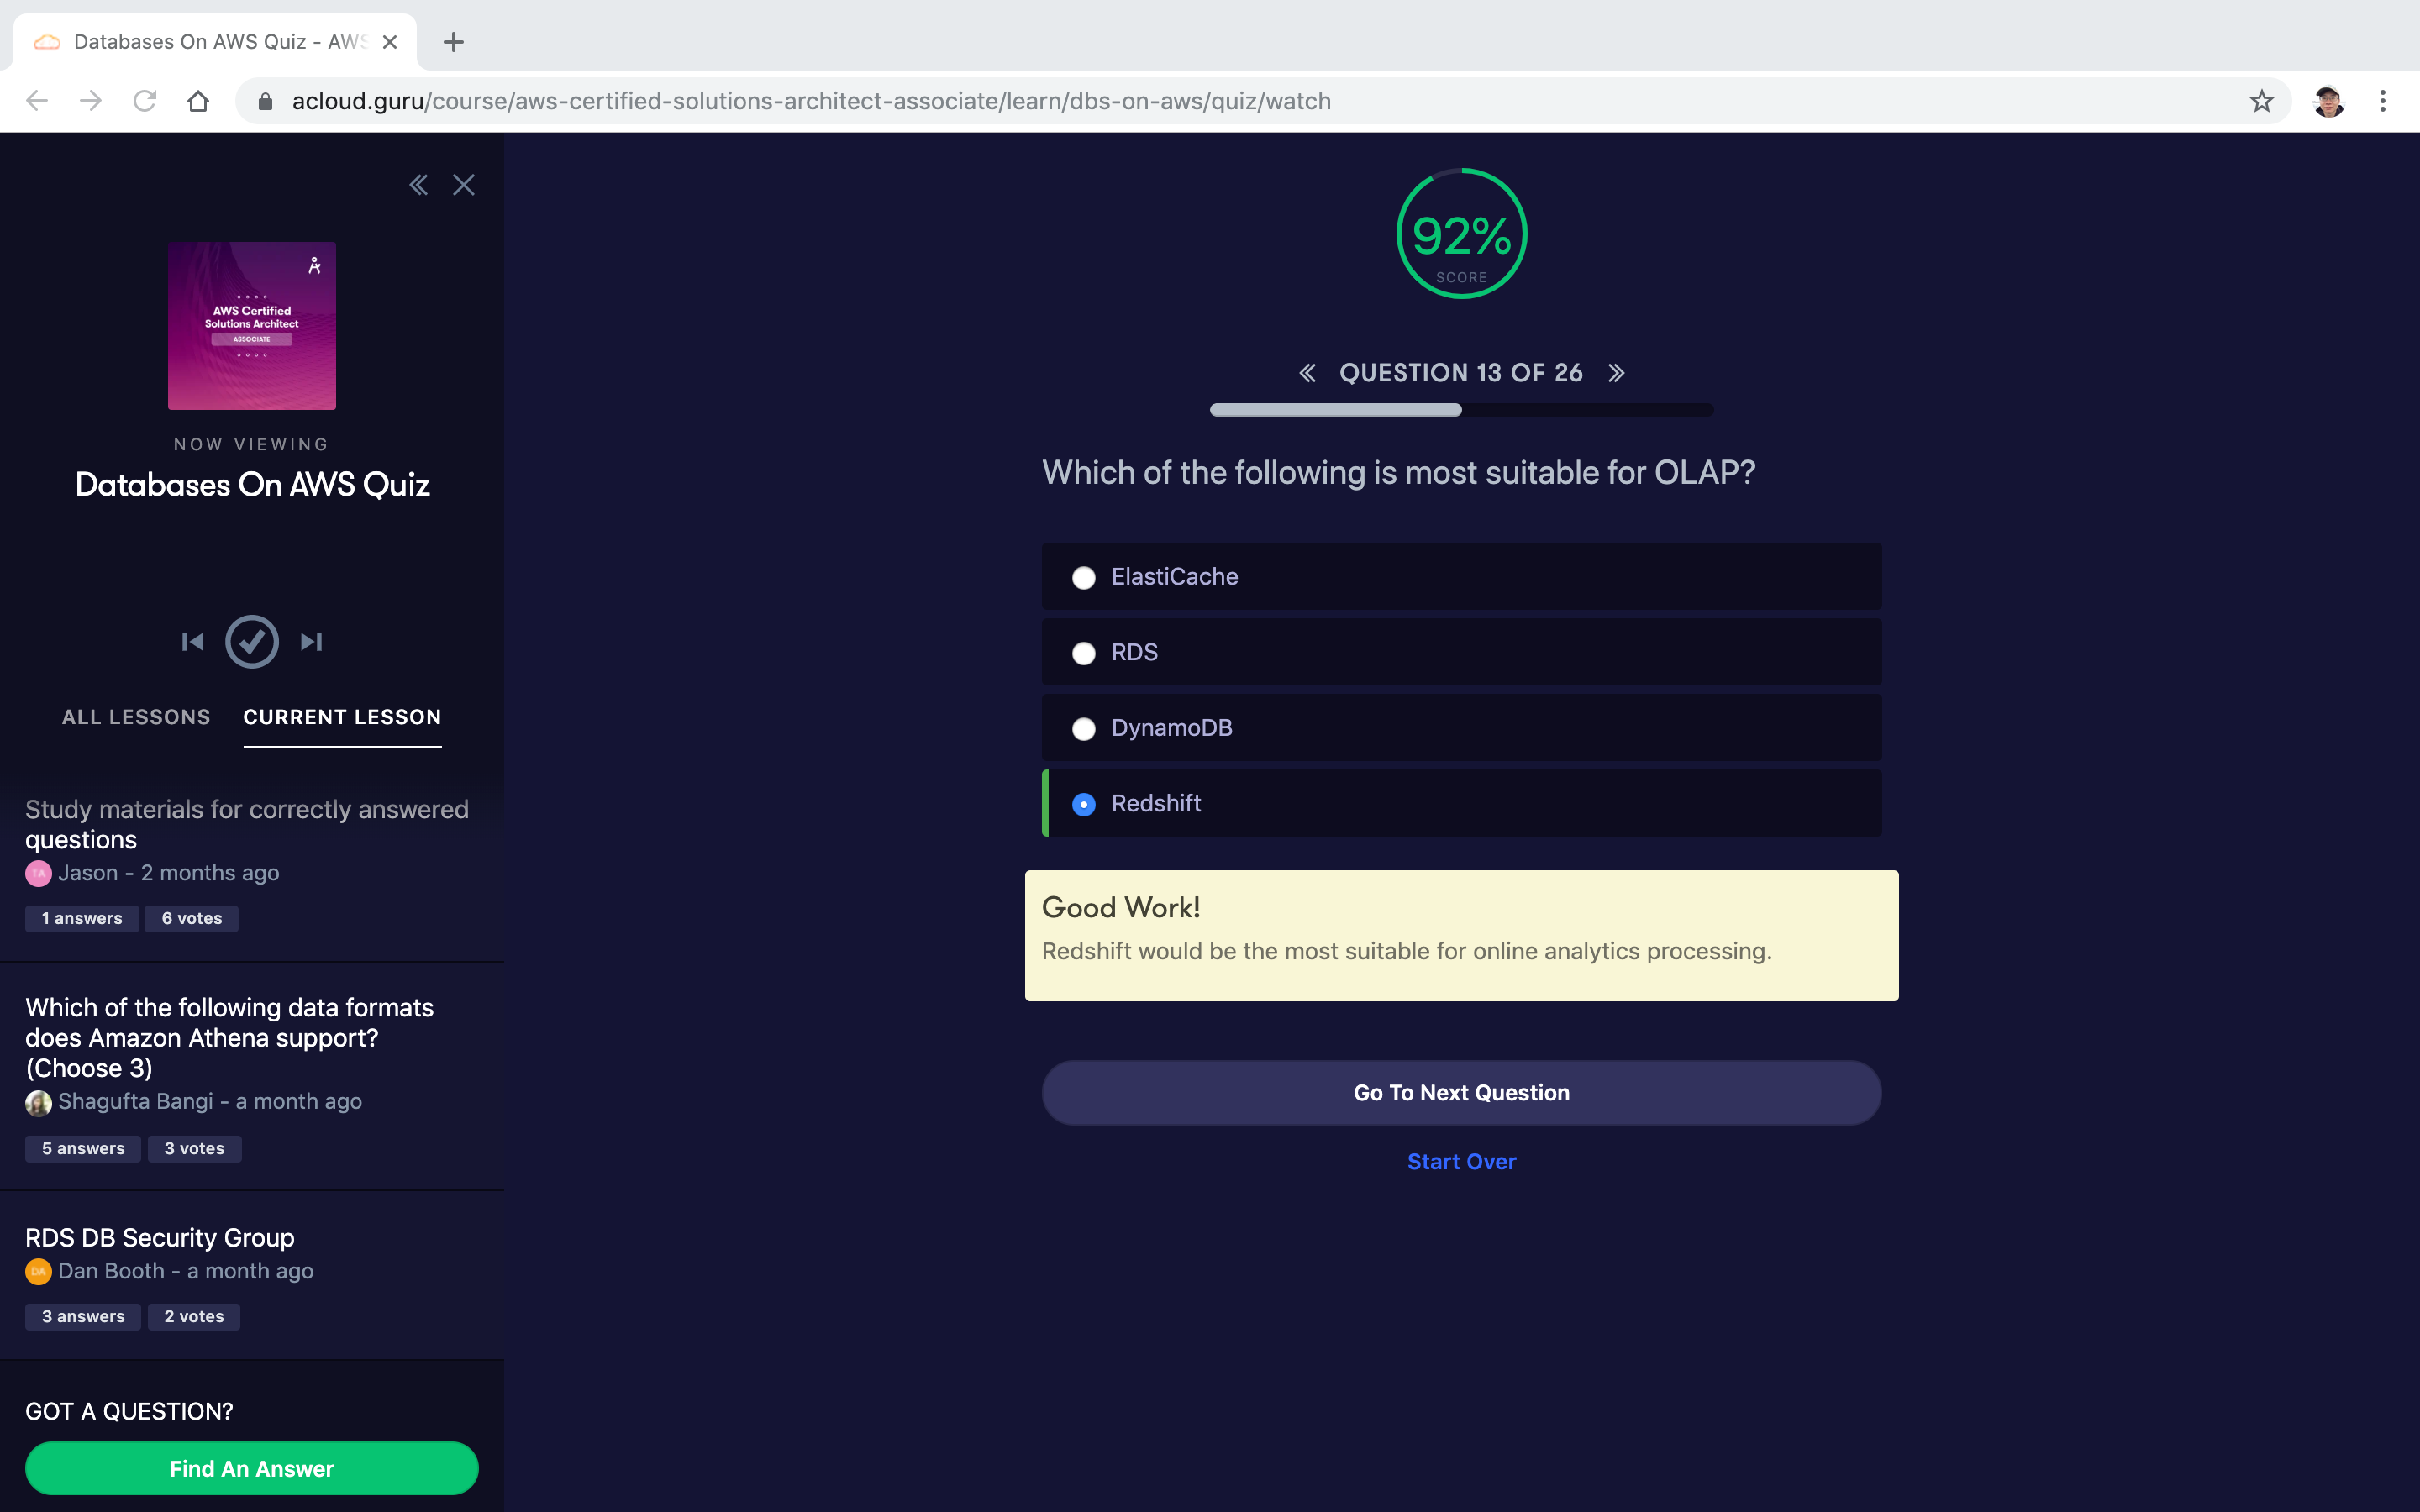 Databases On AWS Quiz - AWS
acloud.guru/course/aws-certified-solutions-architect-associate/learn/dbs-on-aws/quiz/watch
AWS Certified
Solutions Architect
ASSOCIATE
NOW VIEWING
Databases On AWS Quiz
ALL LESSONS CURRENT LESSON
Study materials for correctly answered
questions
TA Jason - 2 months ago
1 answers 6 votes
Which of the following data formats
does Amazon Athena support?
(Choose 3)
Shagufta Bangi - a month ago
5 answers 3 votes
RDS DB Security Group
DA Dan Booth - a month ago
3 answers 2 votes
GOT A QUESTION?
Find An Answer
92%
SCORE
QUESTION 13 OF 26
Which of the following is most suitable for OLAP?
ElastiCache
RDS
DynamoDB
Redshift
Good Work!
Redshift would be the most suitable for online analytics processing.
Go To Next Question
Start Over